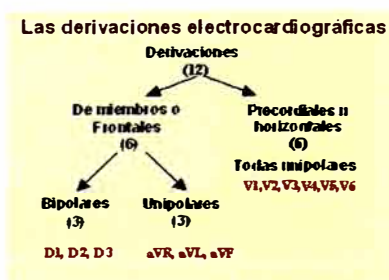 Las derivaciones electrocardiográficas
Derivaciones
(12)
De miembros o
Frontales
(6)
Precordiales u
horizontales
(6)
Todas unipolares
V1,V2,V3,V4,V5,V6
Bipolares
(3)
Unipolares
(3)
D1, D2, D3
aVR, aVL, aVF